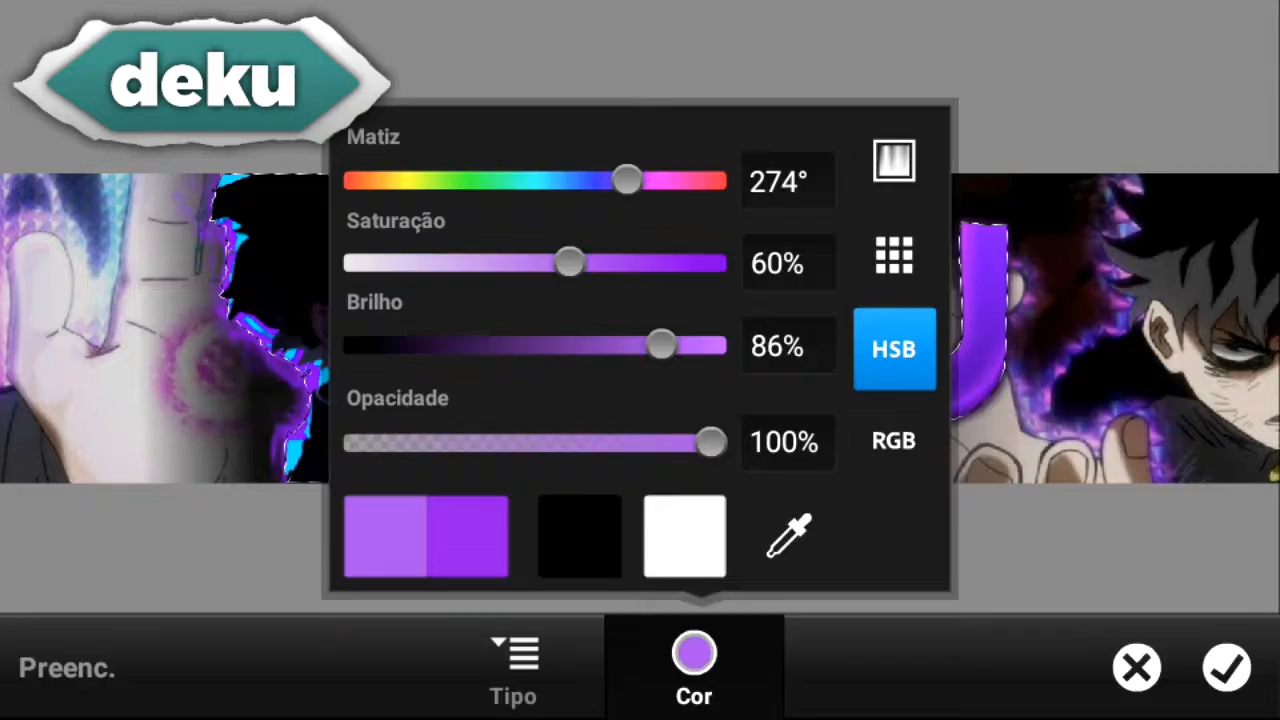 deku
Matiz
274°
Saturação
60%
Brilho
86%
HSB
Opacidade
100%
RGB
Preenc.
Tipo
Cor